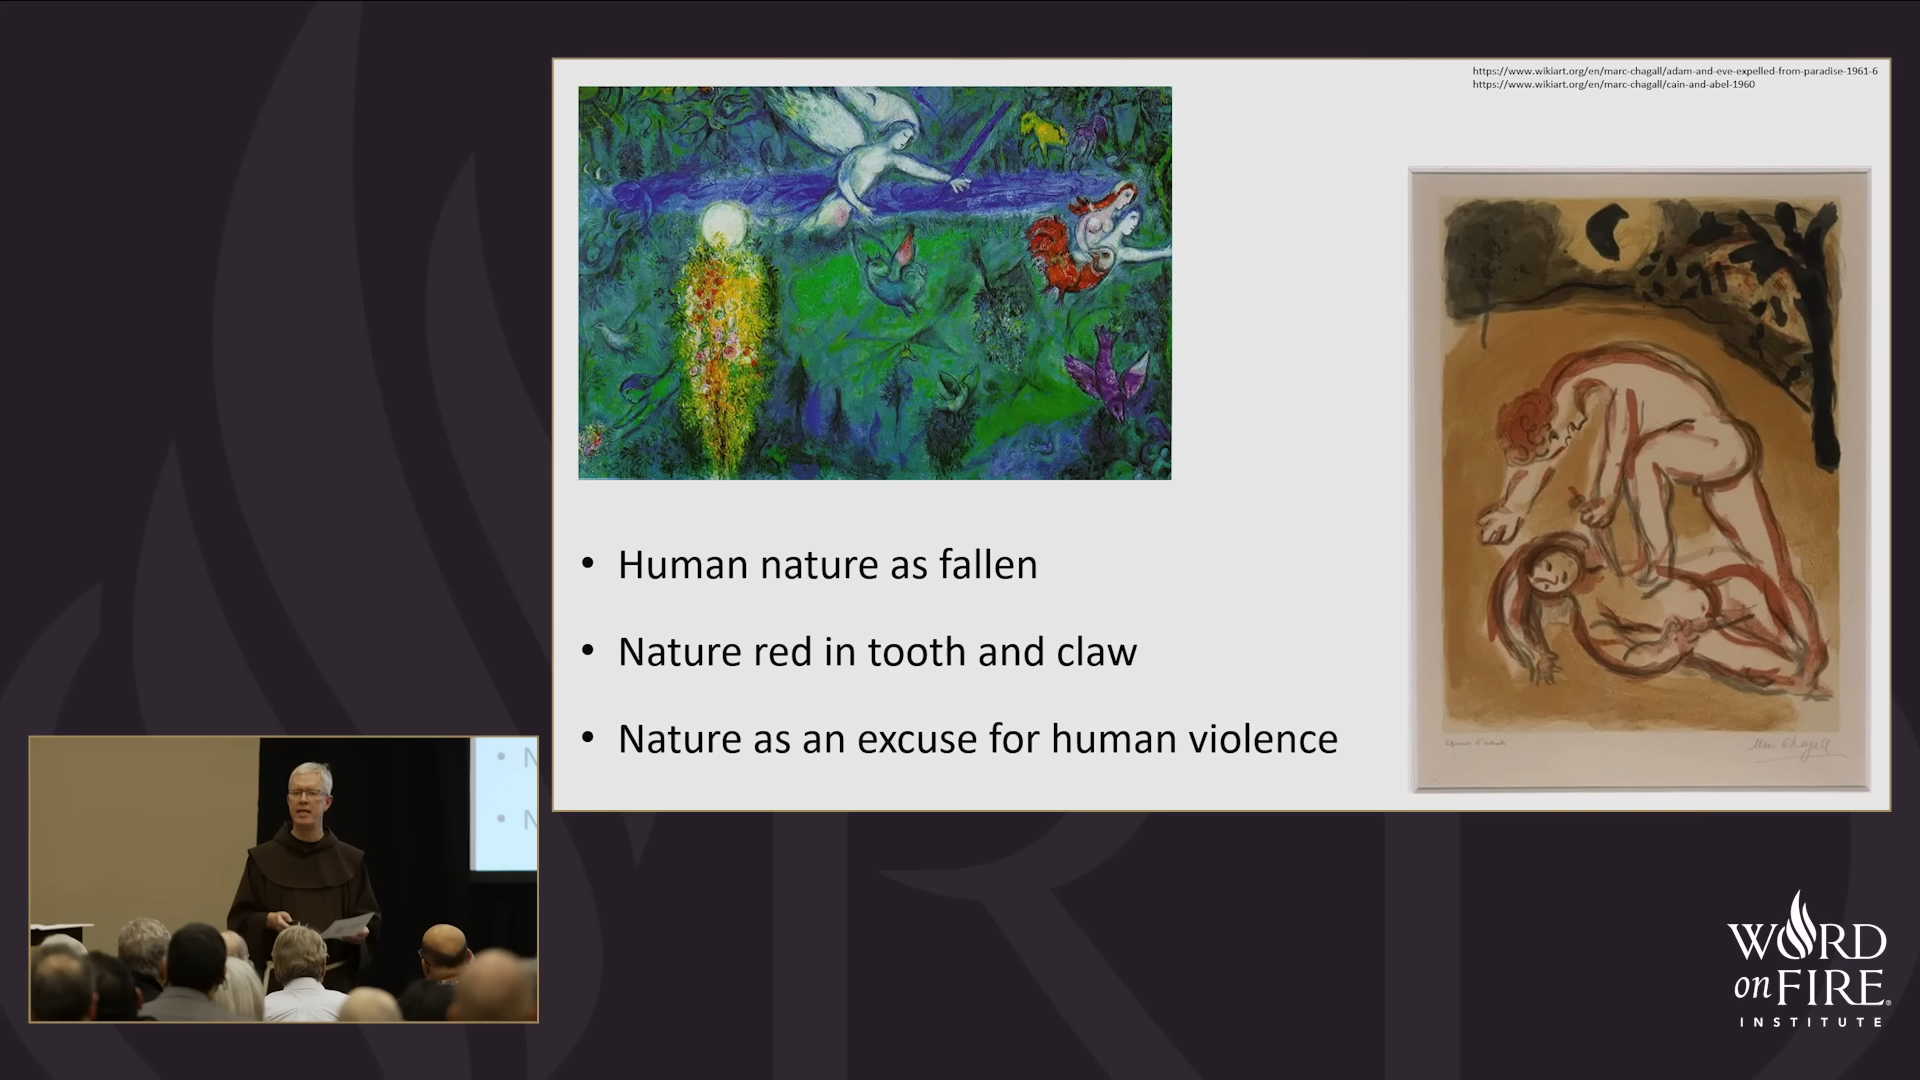 https://www.wikiart.org/en/marc-chagall/adam-and-eve-expelled-from-paradise-1961-6
https://www.wikiart.org/en/marc-chagall/cain-and-abel-1960
• Human nature as fallen
• Nature red in tooth and claw
• Nature as an excuse for human violence
Marc Chagall
• N
• N
WORD
on FIRE®
INSTITUTE